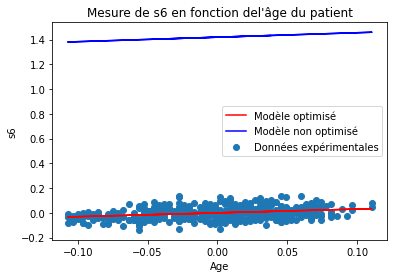 Mesure de s6 en fonction del'âge du patient
1.4
1.2
1.0
0.8
0.6
0.4
0.2
0.0
−0.2
s6
Modèle optimisé
Modèle non optimisé
Données expérimentales
−0.10
−0.05
0.00
0.05
0.10
Age